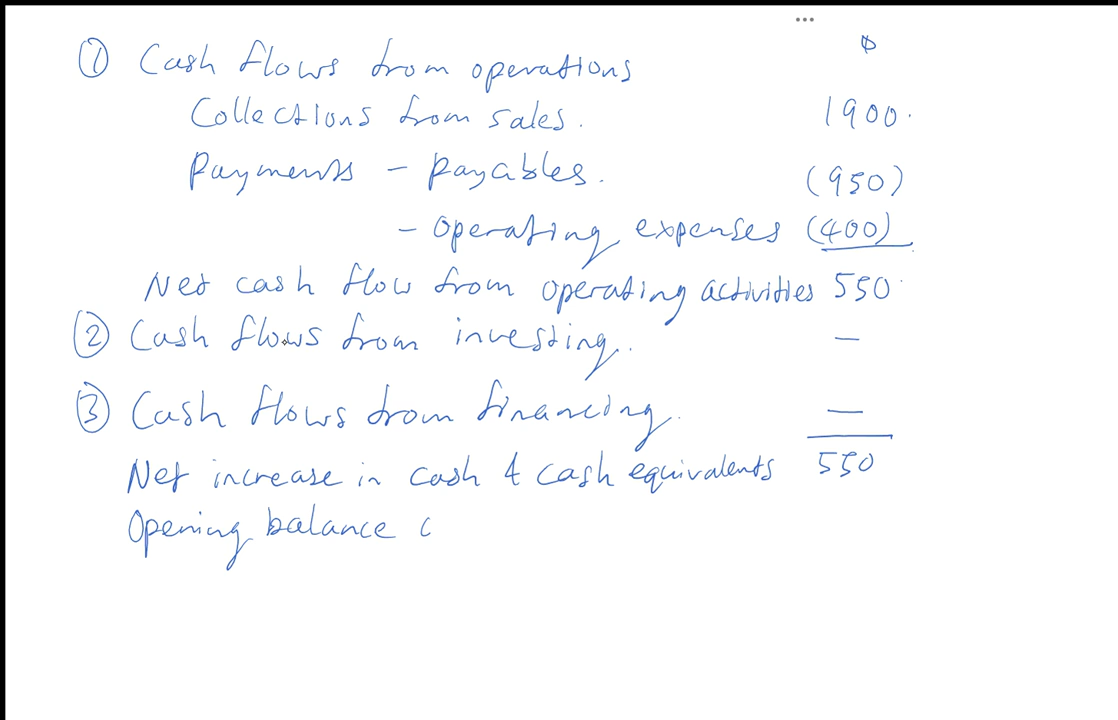 $
① Cash flows from operations
Collections from sales. 1900.
Payments - payables. (950)
- Operating expenses (400)
Net cash flow from operating activities 550
② Cash flows from investing. —
③ Cash flows from financing. —
Net increase in cash & cash equivalents 550
Opening balance c